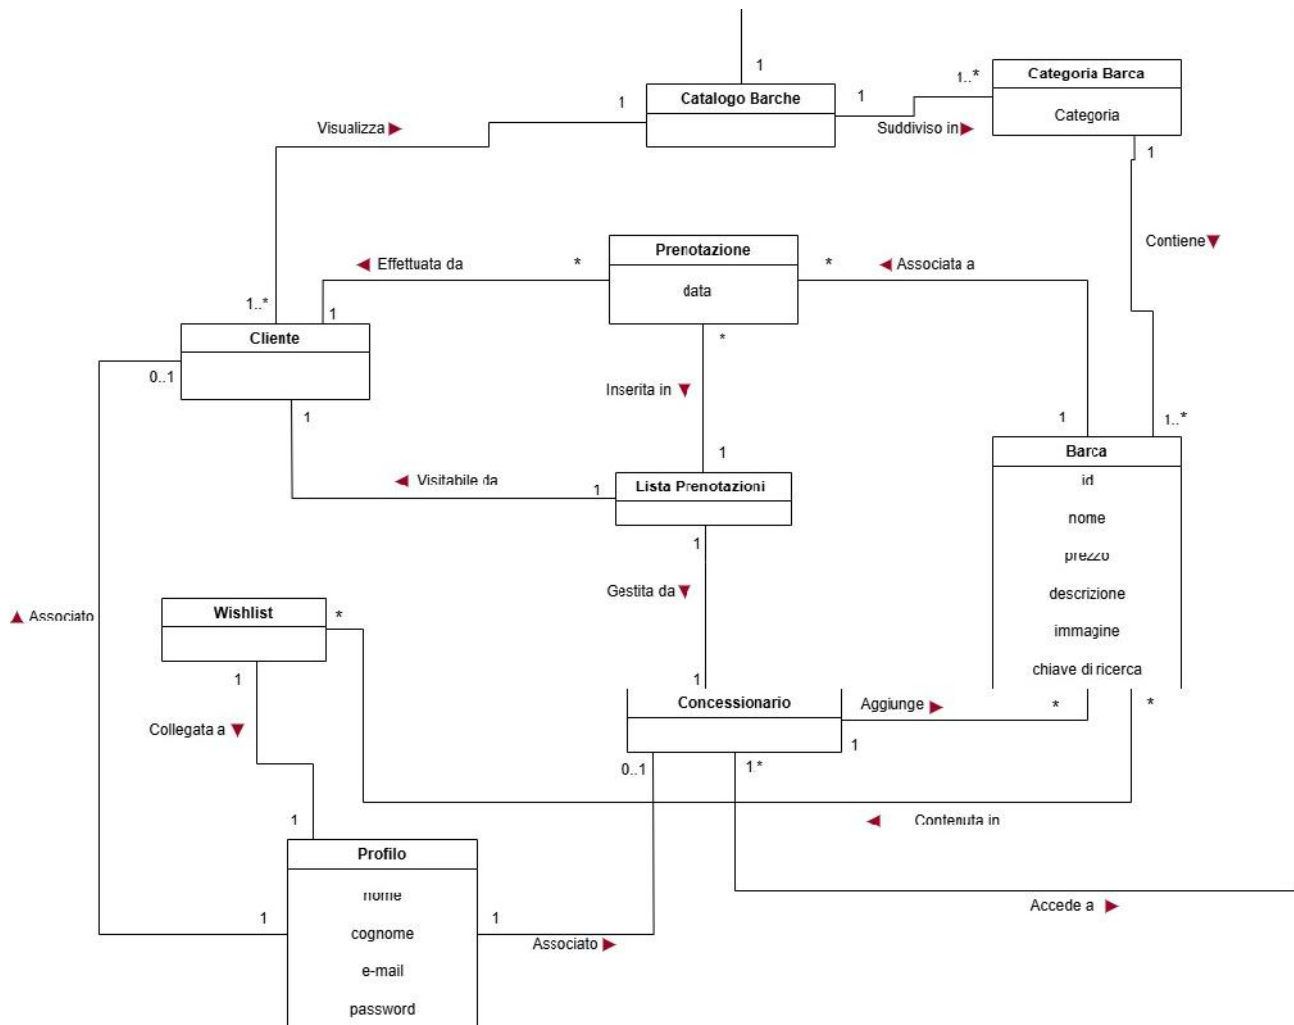 1
Catalogo Barche
1
1
Visualizza
Suddiviso in
1..*
Categoria Barca
Categoria
1
Contiene
Prenotazione
data
Effettuata da
*
*
Associata a
1..*
1
*
Cliente
0..1
1
Inserita in
1
1
1..*
Visitabile da
1
Lista Prenotazioni
1
Barca
id
nome
prezzo
descrizione
immagine
chiave di ricerca
Gestita da
Associato
Wishlist
*
1
1
Concessionario
Aggiunge
*
*
1
Collegata a
0..1
1.*
1
Contenuta in
Profilo
nome
cognome
e-mail
password
1
1
Associato
Accede a